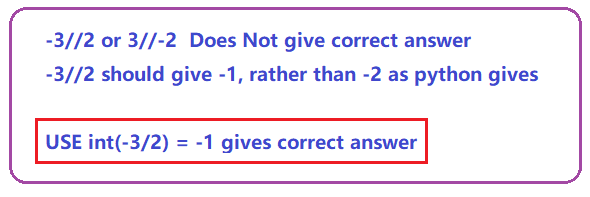 -3//2 or 3//-2  Does Not give correct answer
-3//2 should give -1, rather than -2 as python gives
USE int(-3/2) = -1 gives correct answer